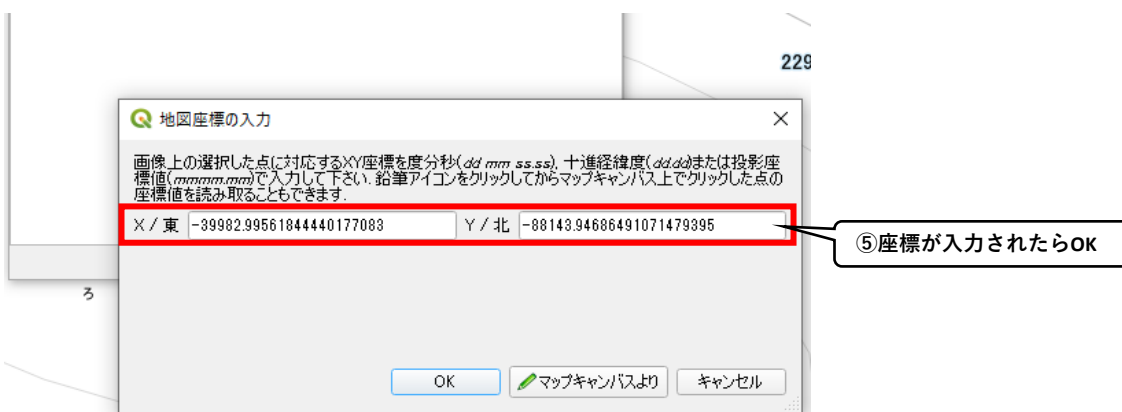 229
地図座標の入力
画像上の選択した点に対応するXY座標を度分秒(dd mm ss.ss), 十進経緯度(dd.dd)または投影座
標値(mmmm.mm)で入力して下さい. 鉛筆アイコンをクリックしてからマップキャンバス上でクリックした点の
座標値を読み取ることもできます.
X / 東 -39982.99561844440177083 Y / 北 -88143.94686491071479395
⑤座標が入力されたらOK
ろ
OK マップキャンバスより キャンセル